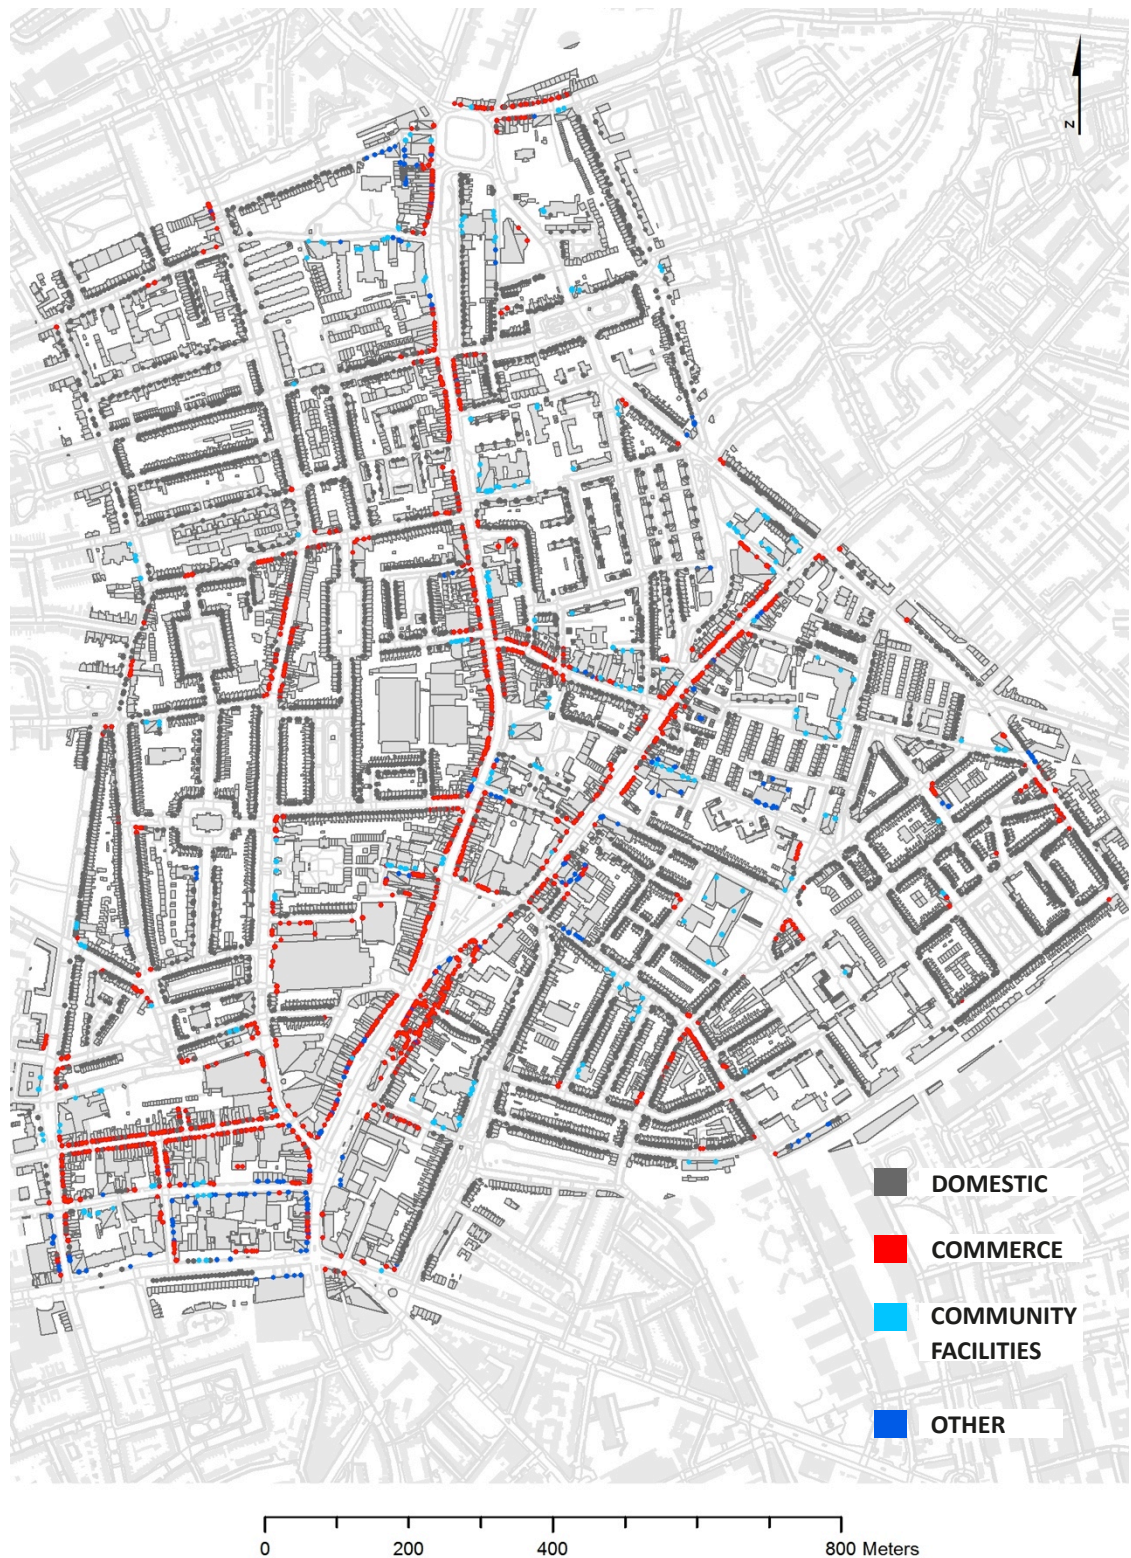 N
DOMESTIC
COMMERCE
COMMUNITY
FACILITIES
OTHER
0 200 400 800 Meters